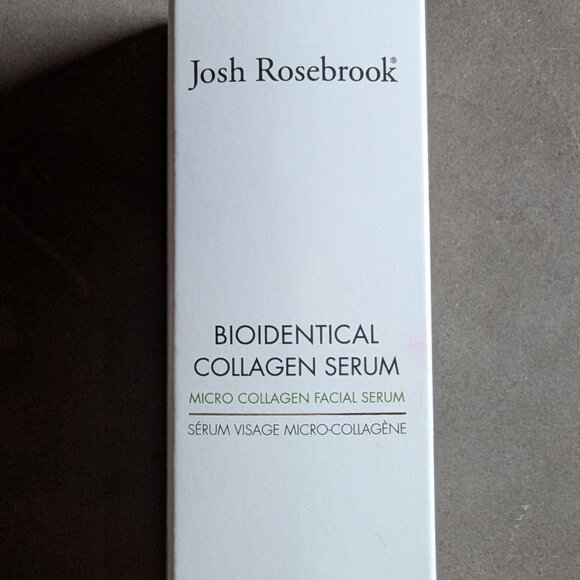 Josh Rosebrook®
BIOIDENTICAL
COLLAGEN SERUM
MICRO COLLAGEN FACIAL SERUM
SÉRUM VISAGE MICRO-COLLAGÈNE